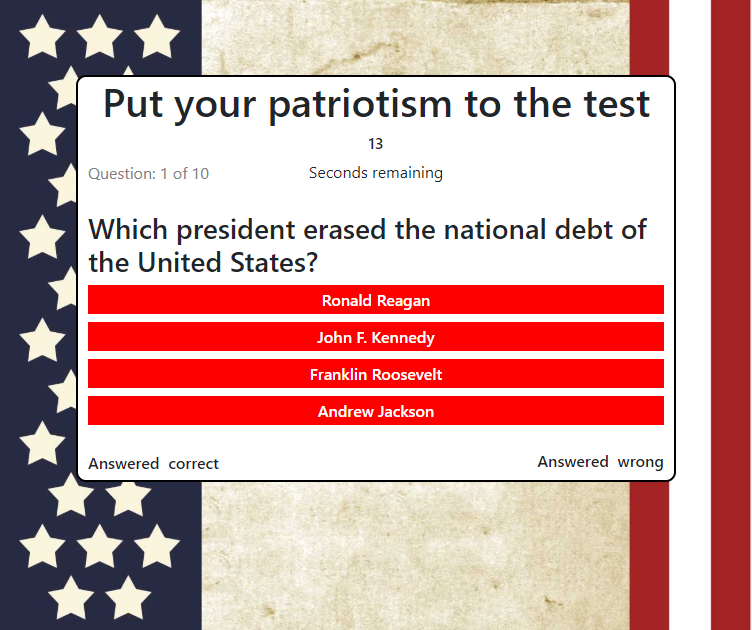 Put your patriotism to the test
13
Question: 1 of 10
Seconds remaining
Which president erased the national debt of
the United States?
Ronald Reagan
John F. Kennedy
Franklin Roosevelt
Andrew Jackson
Answered correct
Answered wrong